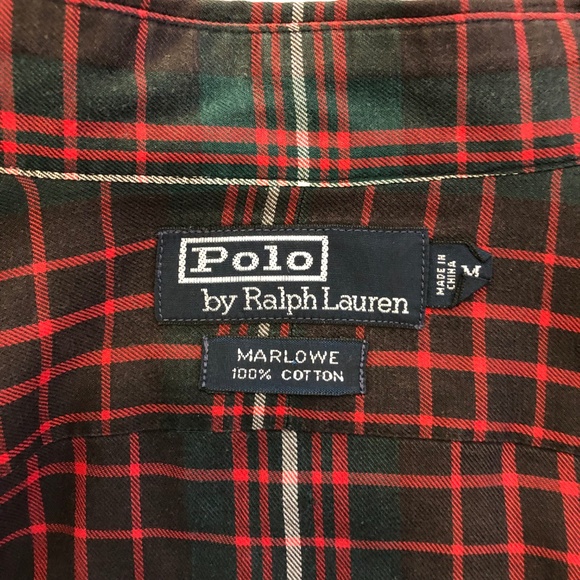 Polo
by Ralph Lauren
MADE IN
CHINA
M
MARLOWE
100% COTTON